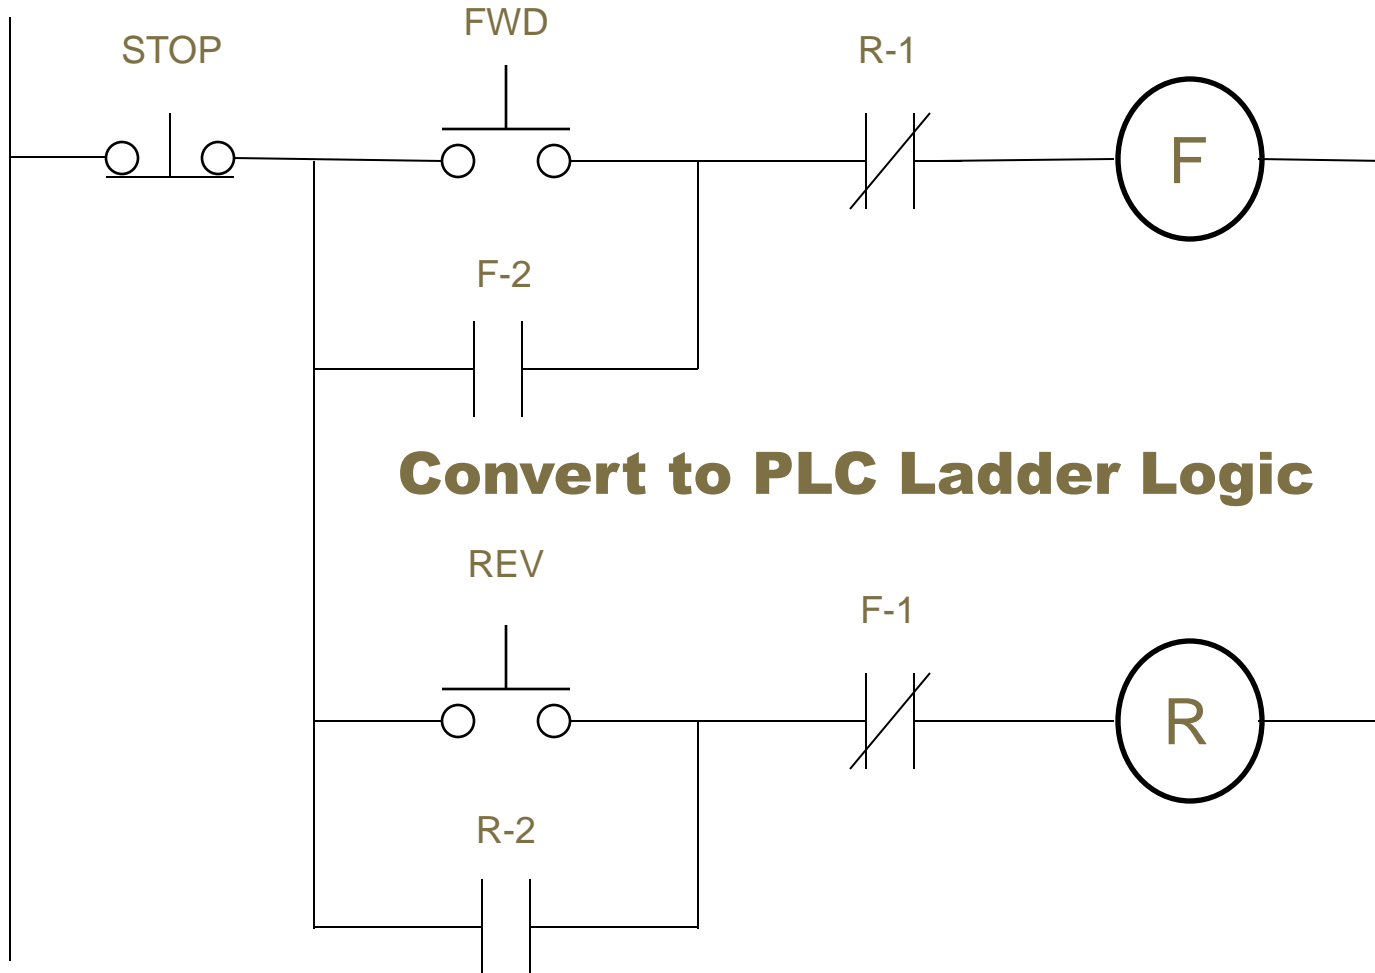 STOP
FWD
R-1
F
F-2
Convert to PLC Ladder Logic
REV
F-1
R
R-2